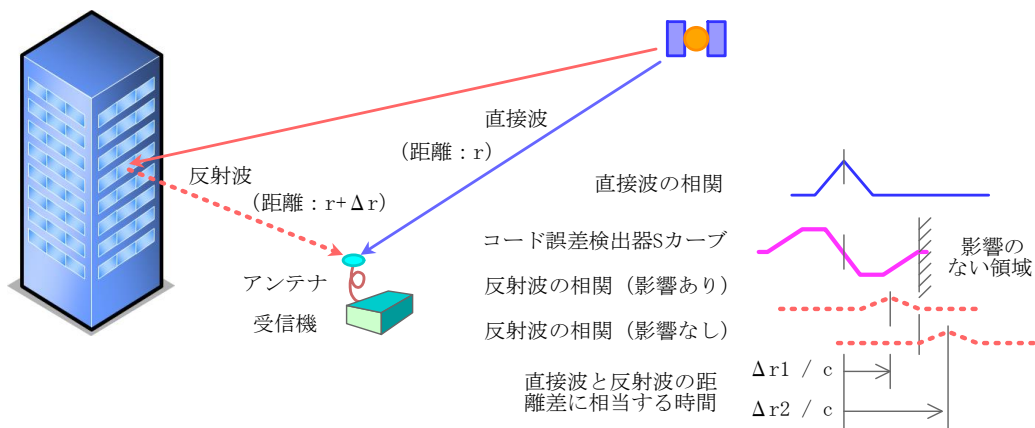 直接波
（距離：r）
反射波
（距離：r+Δr）
アンテナ
受信機
直接波の相関
コード誤差検出器Sカーブ
影響の
ない領域
反射波の相関（影響あり）
反射波の相関（影響なし）
直接波と反射波の距
離差に相当する時間
Δr1 / c
Δr2 / c